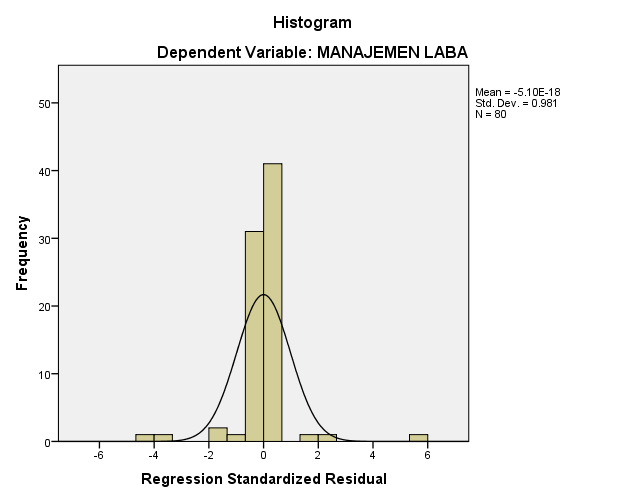 Histogram
Dependent Variable: MANAJEMEN LABA
Mean = -5.10E-18
Std. Dev. = 0.981
N = 80
Frequency
50
40
30
20
10
0
-6 -4 -2 0 2 4 6
Regression Standardized Residual